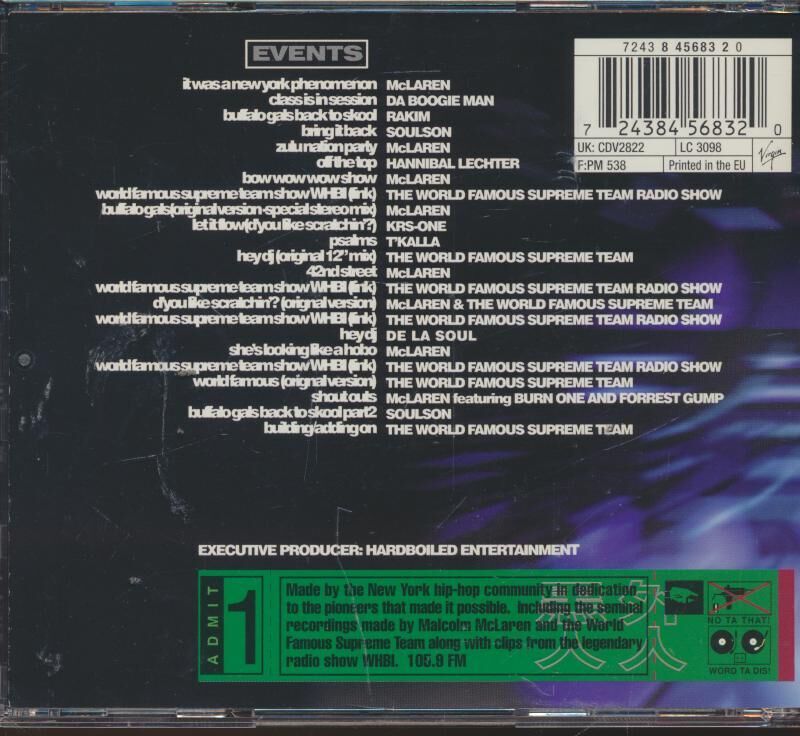 EVENTS
it was a new york phenomenon McLAREN
class is in session DA BOOGIE MAN
buffalo gals back to skool RAKIM
bring it back SOULSON
zulu nation party McLAREN
off the top HANNIBAL LECHTER
bow wow wow show McLAREN
world famous supreme team show WHBI (link) THE WORLD FAMOUS SUPREME TEAM RADIO SHOW
buffalo gals (original version-special stereo mix) McLAREN
let it flow (d'you like scratchin'?) KRS-ONE
psalms T'KALLA
hey dj (original 12" mix) THE WORLD FAMOUS SUPREME TEAM
42nd street McLAREN
world famous supreme team show WHBI (link) THE WORLD FAMOUS SUPREME TEAM RADIO SHOW
d'you like scratchin'? (orignal version) McLAREN & THE WORLD FAMOUS SUPREME TEAM
world famous supreme team show WHBI (link) THE WORLD FAMOUS SUPREME TEAM RADIO SHOW
hey dj DE LA SOUL
she's looking like a hobo McLAREN
world famous supreme team show WHBI (link) THE WORLD FAMOUS SUPREME TEAM RADIO SHOW
world famous (orignal version) THE WORLD FAMOUS SUPREME TEAM
shout outs McLAREN featuring BURN ONE AND FORREST GUMP
buffalo gals back to skool part 2 SOULSON
building/adding on THE WORLD FAMOUS SUPREME TEAM
7243 8 45683 2 0
7 24384 56832 0
UK: CDV2822 LC 3098
F:PM 538 Printed in the EU
Virgin
EXECUTIVE PRODUCER: HARDBOILED ENTERTAINMENT
ADMIT
1
Made by the New York hip-hop community in dedication
to the pioneers that made it possible. including the seminal
recordings made by Malcolm McLaren and the World
Famous Supreme Team along with clips from the legendary
radio show WHBI. 105.9 FM
NO TA THAT!
WORD TA DIS!